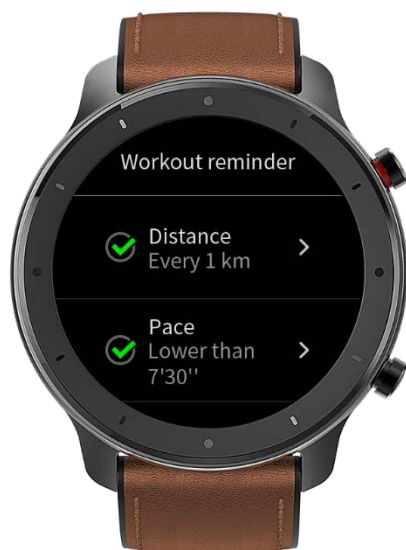 Workout reminder
Distance
Every 1 km
Pace
Lower than
7'30''